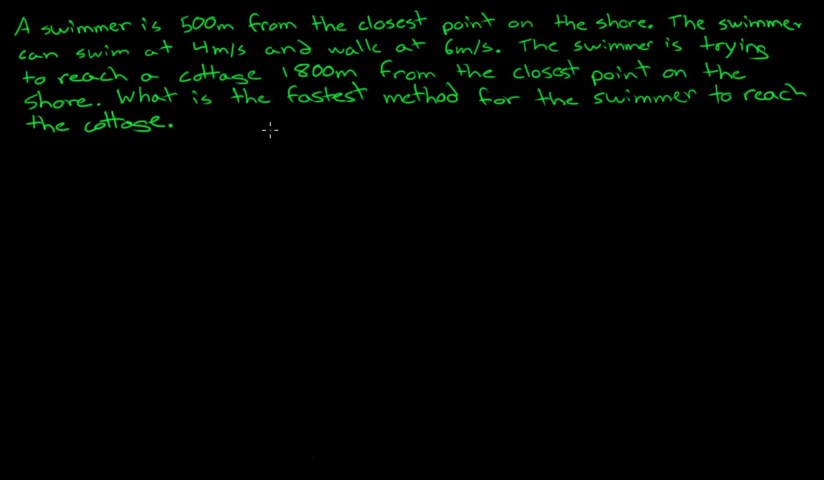 A swimmer is 500m from the closest point on the shore. The swimmer
can swim at 4m/s and walk at 6m/s. The swimmer is trying
to reach a cottage 1800m from the closest point on the
shore. What is the fastest method for the swimmer to reach
the cottage.